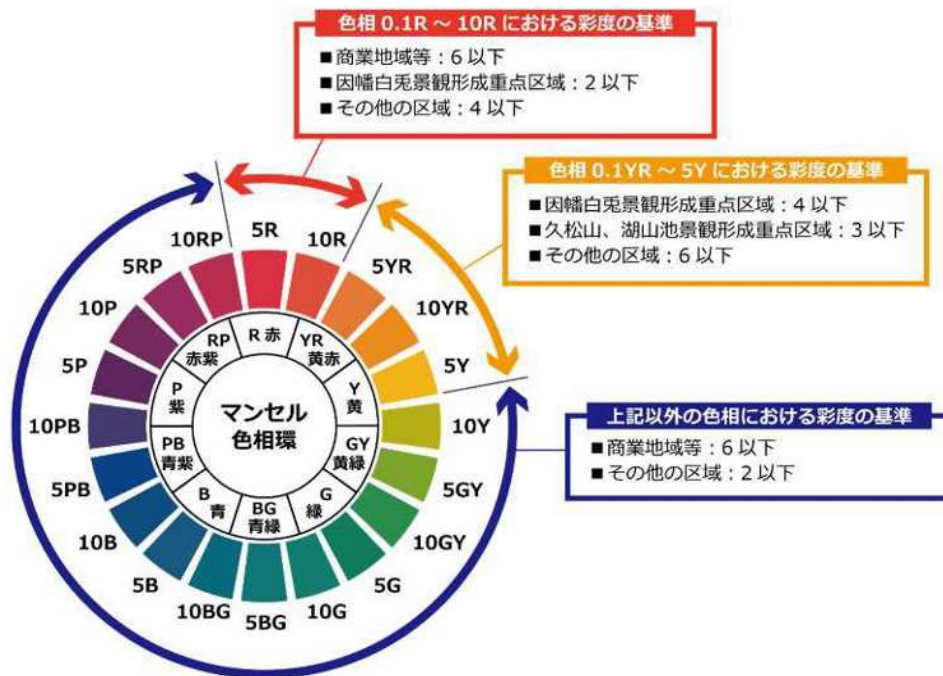 色相 0.1R ～ 10R における彩度の基準
■ 商業地域等：6 以下
■ 因幡白兎景観形成重点区域：2 以下
■ その他の区域：4 以下
色相 0.1YR ～ 5Y における彩度の基準
■ 因幡白兎景観形成重点区域：4 以下
■ 久松山、湖山池景観形成重点区域：3 以下
■ その他の区域：6 以下
上記以外の色相における彩度の基準
■ 商業地域等：6 以下
■ その他の区域：2 以下
5R
10R
5YR
10YR
5Y
10Y
5GY
10GY
5G
10G
5BG
10BG
5B
10B
5PB
10PB
5P
10P
5RP
10RP
R 赤
YR
黄赤
Y
黄
GY
黄緑
G
緑
BG
青緑
B
青
PB
青紫
P
紫
RP
赤紫
マンセル
色相環